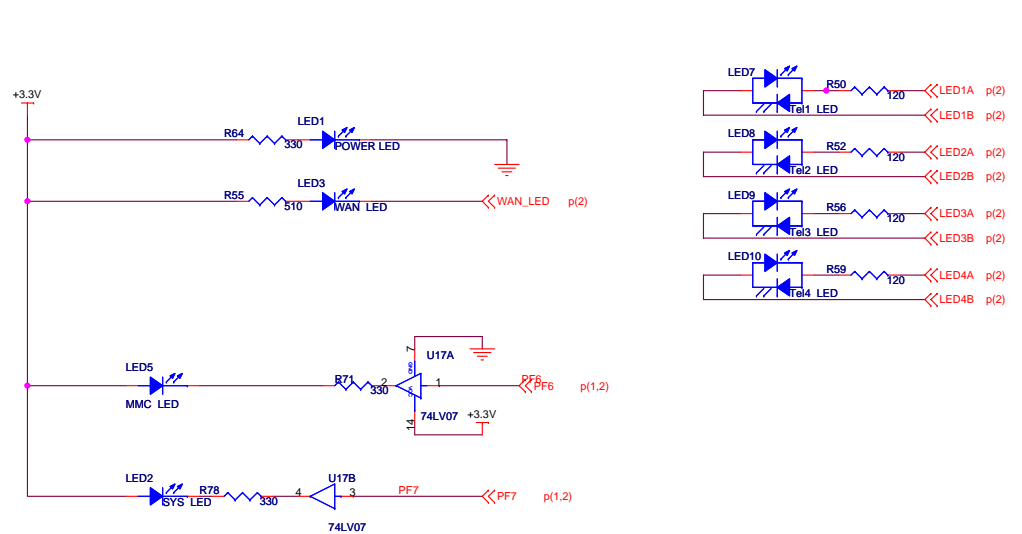 +3.3V
R64
330
LED1
POWER LED
R55
510
LED3
WAN LED
WAN_LED p(2)
LED5
MMC LED
R71
330
2
7
GND
VCC
U17A
1
PF6
PF6 p(1,2)
14
74LV07
+3.3V
LED2
SYS LED
R78
330
4
U17B
3
PF7
PF7 p(1,2)
74LV07
LED7
Tel1 LED
R50
120
LED1A p(2)
LED1B p(2)
LED8
Tel2 LED
R52
120
LED2A p(2)
LED2B p(2)
LED9
Tel3 LED
R56
120
LED3A p(2)
LED3B p(2)
LED10
Tel4 LED
R59
120
LED4A p(2)
LED4B p(2)